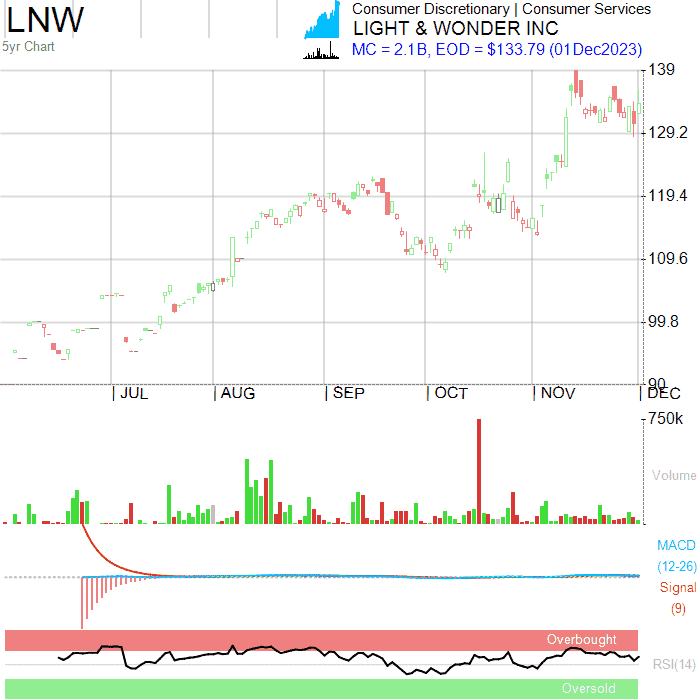 LNW
5yr Chart
Consumer Discretionary | Consumer Services
LIGHT & WONDER INC
MC = 2.1B, EOD = $133.79 (01Dec2023)
139
129.2
119.4
109.6
99.8
90
JUL
AUG
SEP
OCT
NOV
DEC
750k
Volume
MACD
(12-26)
Signal
(9)
Overbought
RSI(14)
Oversold